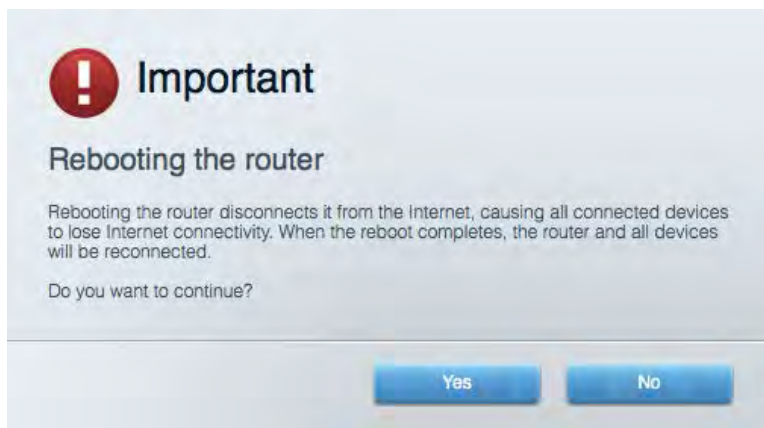 Important
Rebooting the router
Rebooting the router disconnects it from the Internet, causing all connected devices
to lose Internet connectivity. When the reboot completes, the router and all devices
will be reconnected.
Do you want to continue?
Yes
No